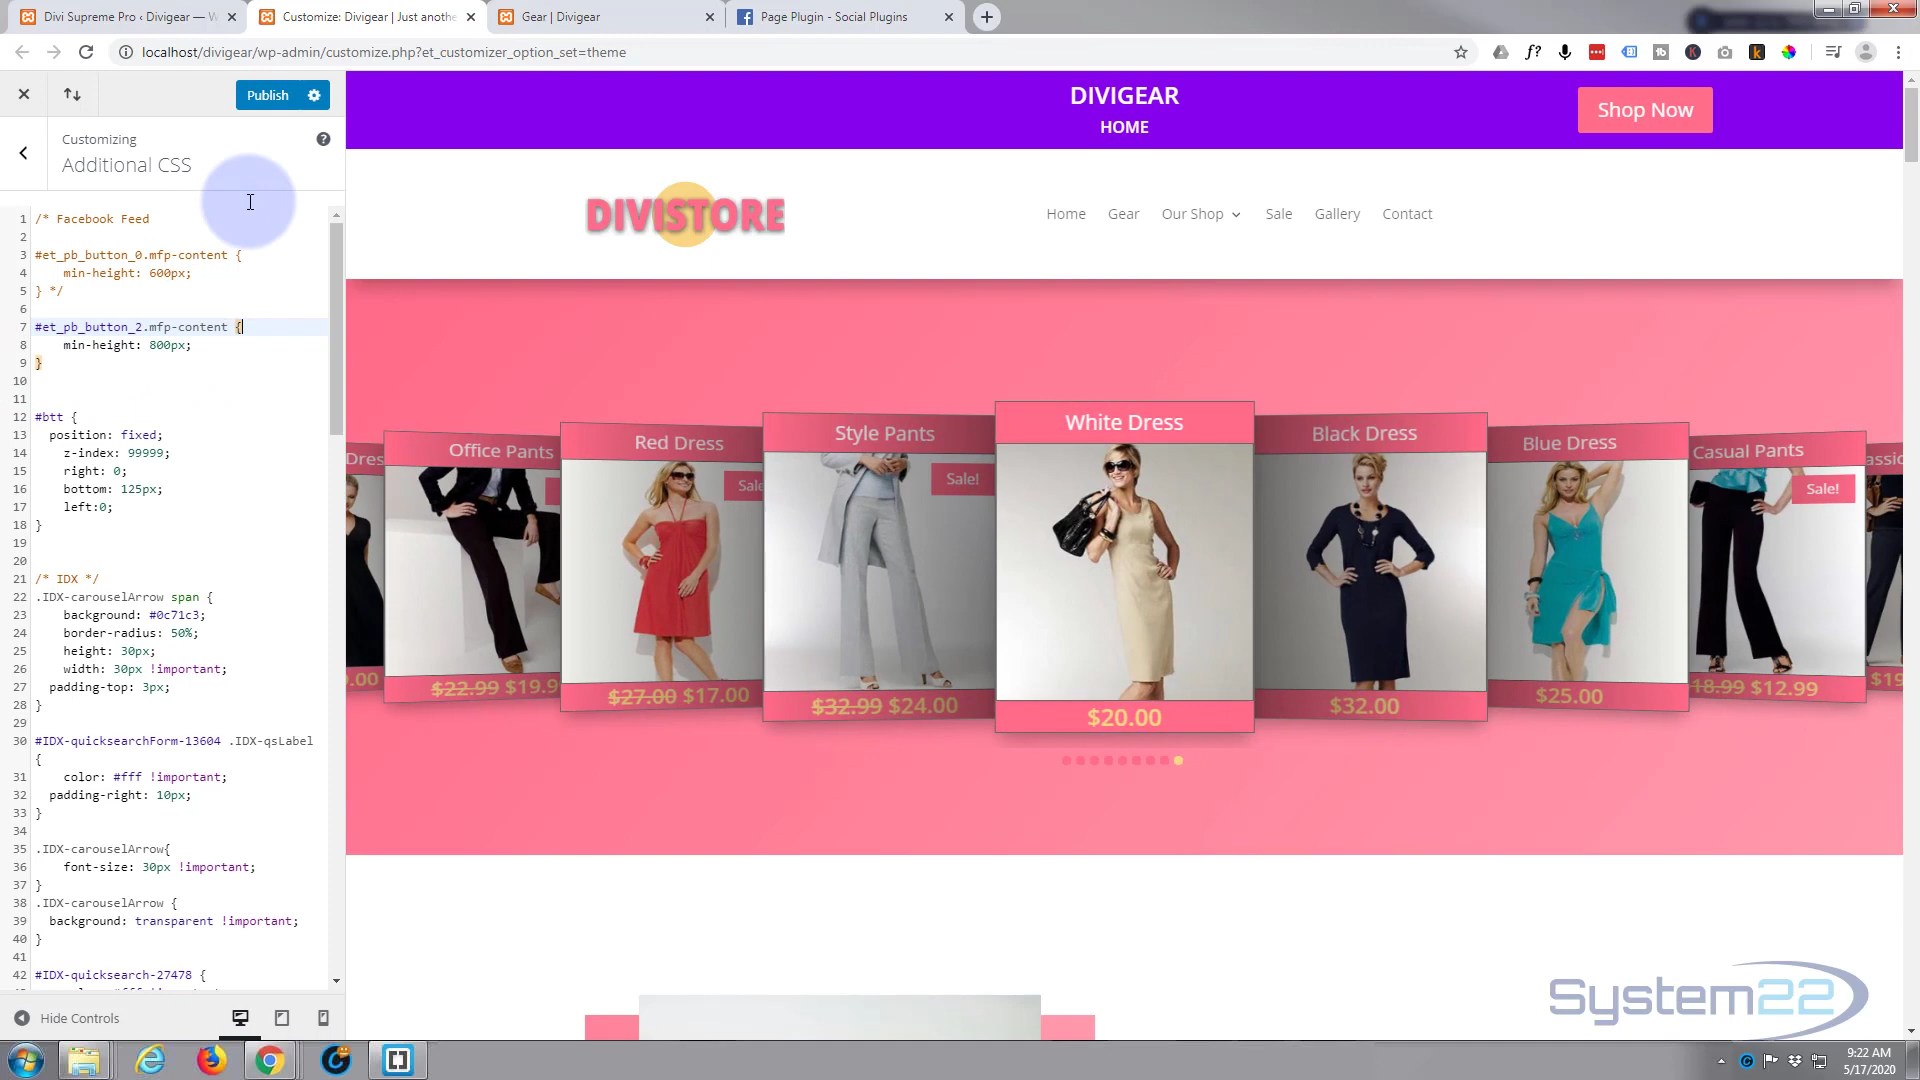 Divi Supreme Pro ‹ Divigear — W
Customize: Divigear | Just anothe
Gear | Divigear
Page Plugin - Social Plugins
localhost/divigear/wp-admin/customize.php?et_customizer_option_set=theme
Publish
Customizing
Additional CSS
1 /* Facebook Feed
2
3 #et_pb_button_0.mfp-content {
4 min-height: 600px;
5 } */
6
7 #et_pb_button_2.mfp-content {
8 min-height: 800px;
9 }
10
11
12 #btt {
13 position: fixed;
14 z-index: 99999;
15 right: 0;
16 bottom: 125px;
17 left:0;
18 }
19
20
21 /* IDX */
22 .IDX-carouselArrow span {
23 background: #0c71c3;
24 border-radius: 50%;
25 height: 30px;
26 width: 30px !important;
27 padding-top: 3px;
28 }
29
30 #IDX-quicksearchForm-13604 .IDX-qsLabel
{
31 color: #fff !important;
32 padding-right: 10px;
33 }
34
35 .IDX-carouselArrow{
36 font-size: 30px !important;
37 }
38 .IDX-carouselArrow {
39 background: transparent !important;
40 }
41
42 #IDX-quicksearch-27478 {
Hide Controls
DIVIGEAR
HOME
Shop Now
DIVISTORE
Home Gear Our Shop Sale Gallery Contact
Office Pants
Red Dress
Style Pants
White Dress
Black Dress
Blue Dress
Casual Pants
Sale!
Sale!
$22.99 $19.9
$27.00 $17.00
$32.99 $24.00
$20.00
$32.00
$25.00
18.99 $12.99
System22
9:22 AM
5/17/2020